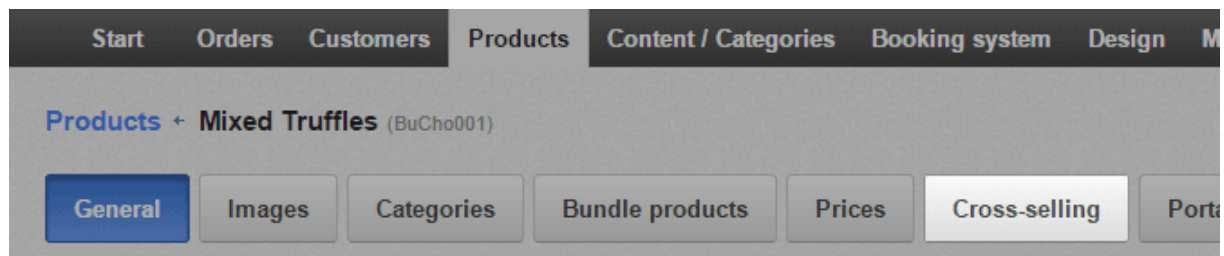 Start Orders Customers Products Content / Categories Booking system Design M
Products ← Mixed Truffles (BuCho001)
General Images Categories Bundle products Prices Cross-selling Porta